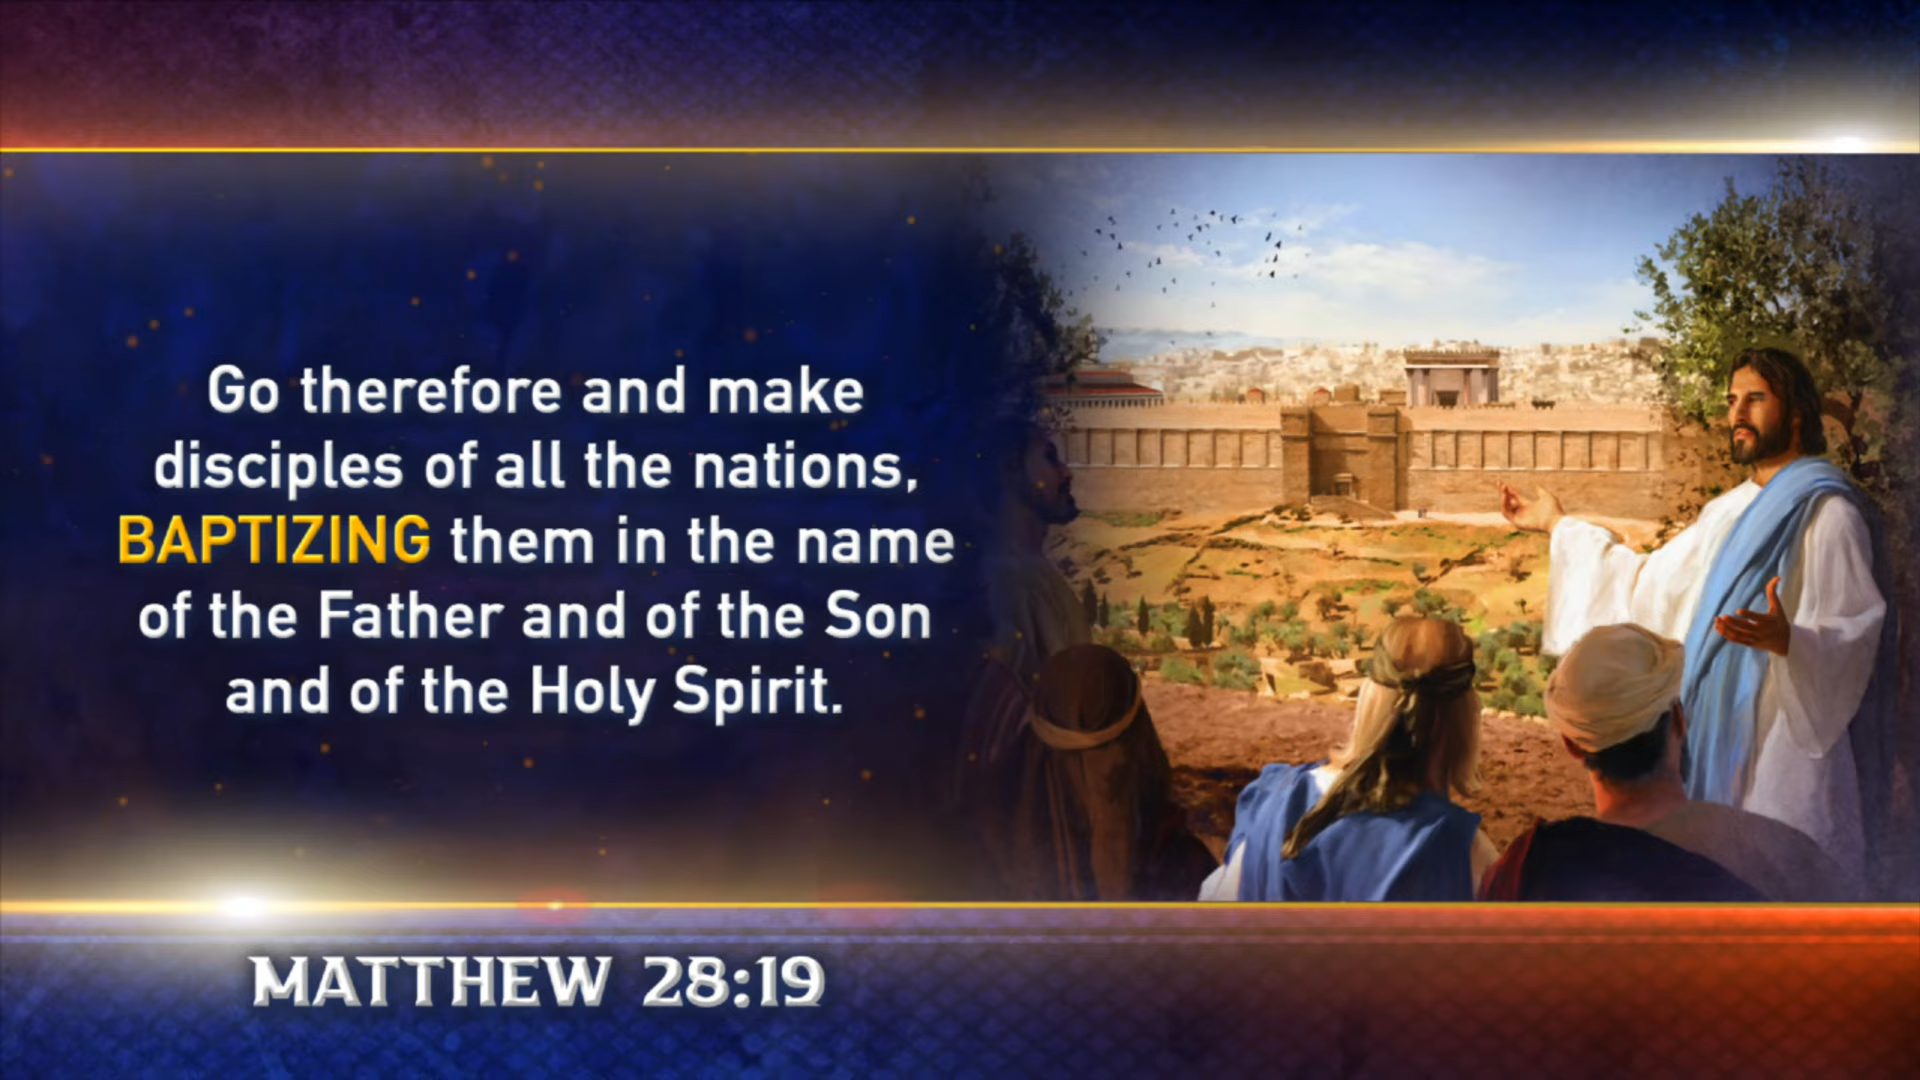 Go therefore and make
disciples of all the nations,
BAPTIZING them in the name
of the Father and of the Son
and of the Holy Spirit.
MATTHEW 28:19